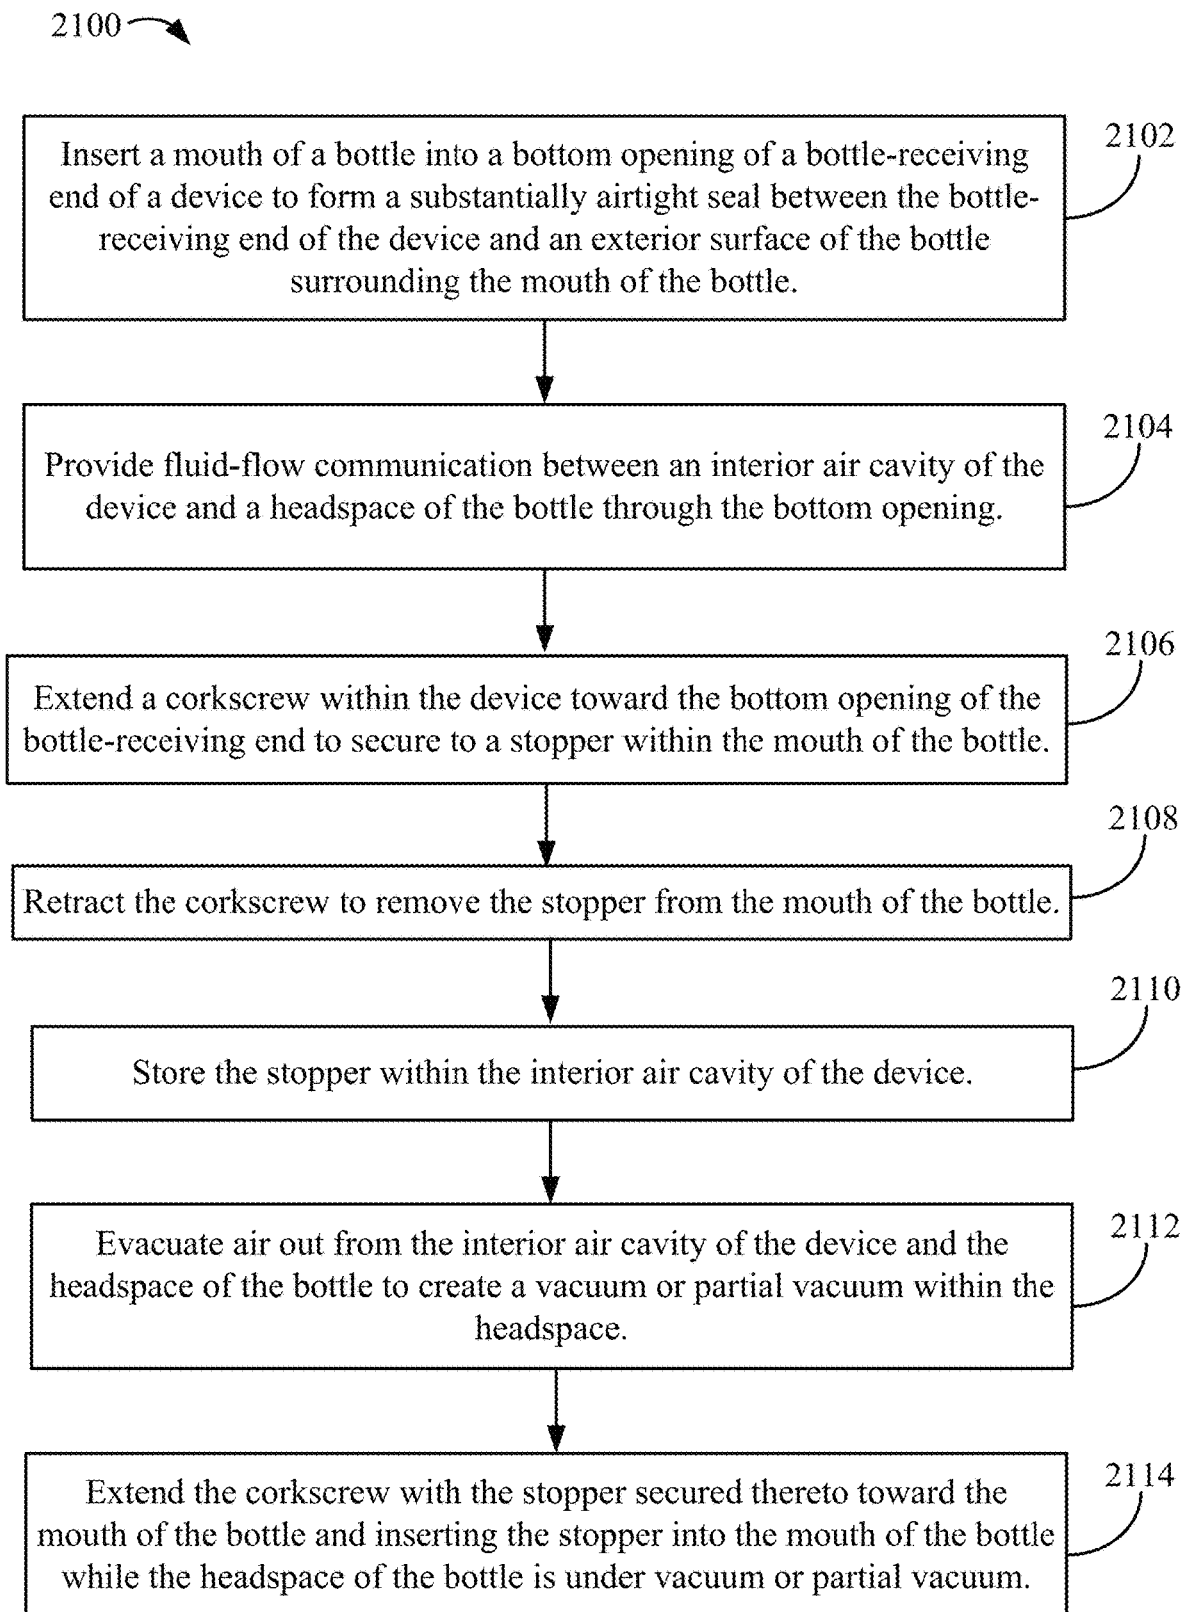 2100
2102
Insert a mouth of a bottle into a bottom opening of a bottle-receiving
end of a device to form a substantially airtight seal between the bottle-
receiving end of the device and an exterior surface of the bottle
surrounding the mouth of the bottle.
2104
Provide fluid-flow communication between an interior air cavity of the
device and a headspace of the bottle through the bottom opening.
2106
Extend a corkscrew within the device toward the bottom opening of the
bottle-receiving end to secure to a stopper within the mouth of the bottle.
2108
Retract the corkscrew to remove the stopper from the mouth of the bottle.
2110
Store the stopper within the interior air cavity of the device.
2112
Evacuate air out from the interior air cavity of the device and the
headspace of the bottle to create a vacuum or partial vacuum within the
headspace.
2114
Extend the corkscrew with the stopper secured thereto toward the
mouth of the bottle and inserting the stopper into the mouth of the bottle
while the headspace of the bottle is under vacuum or partial vacuum.